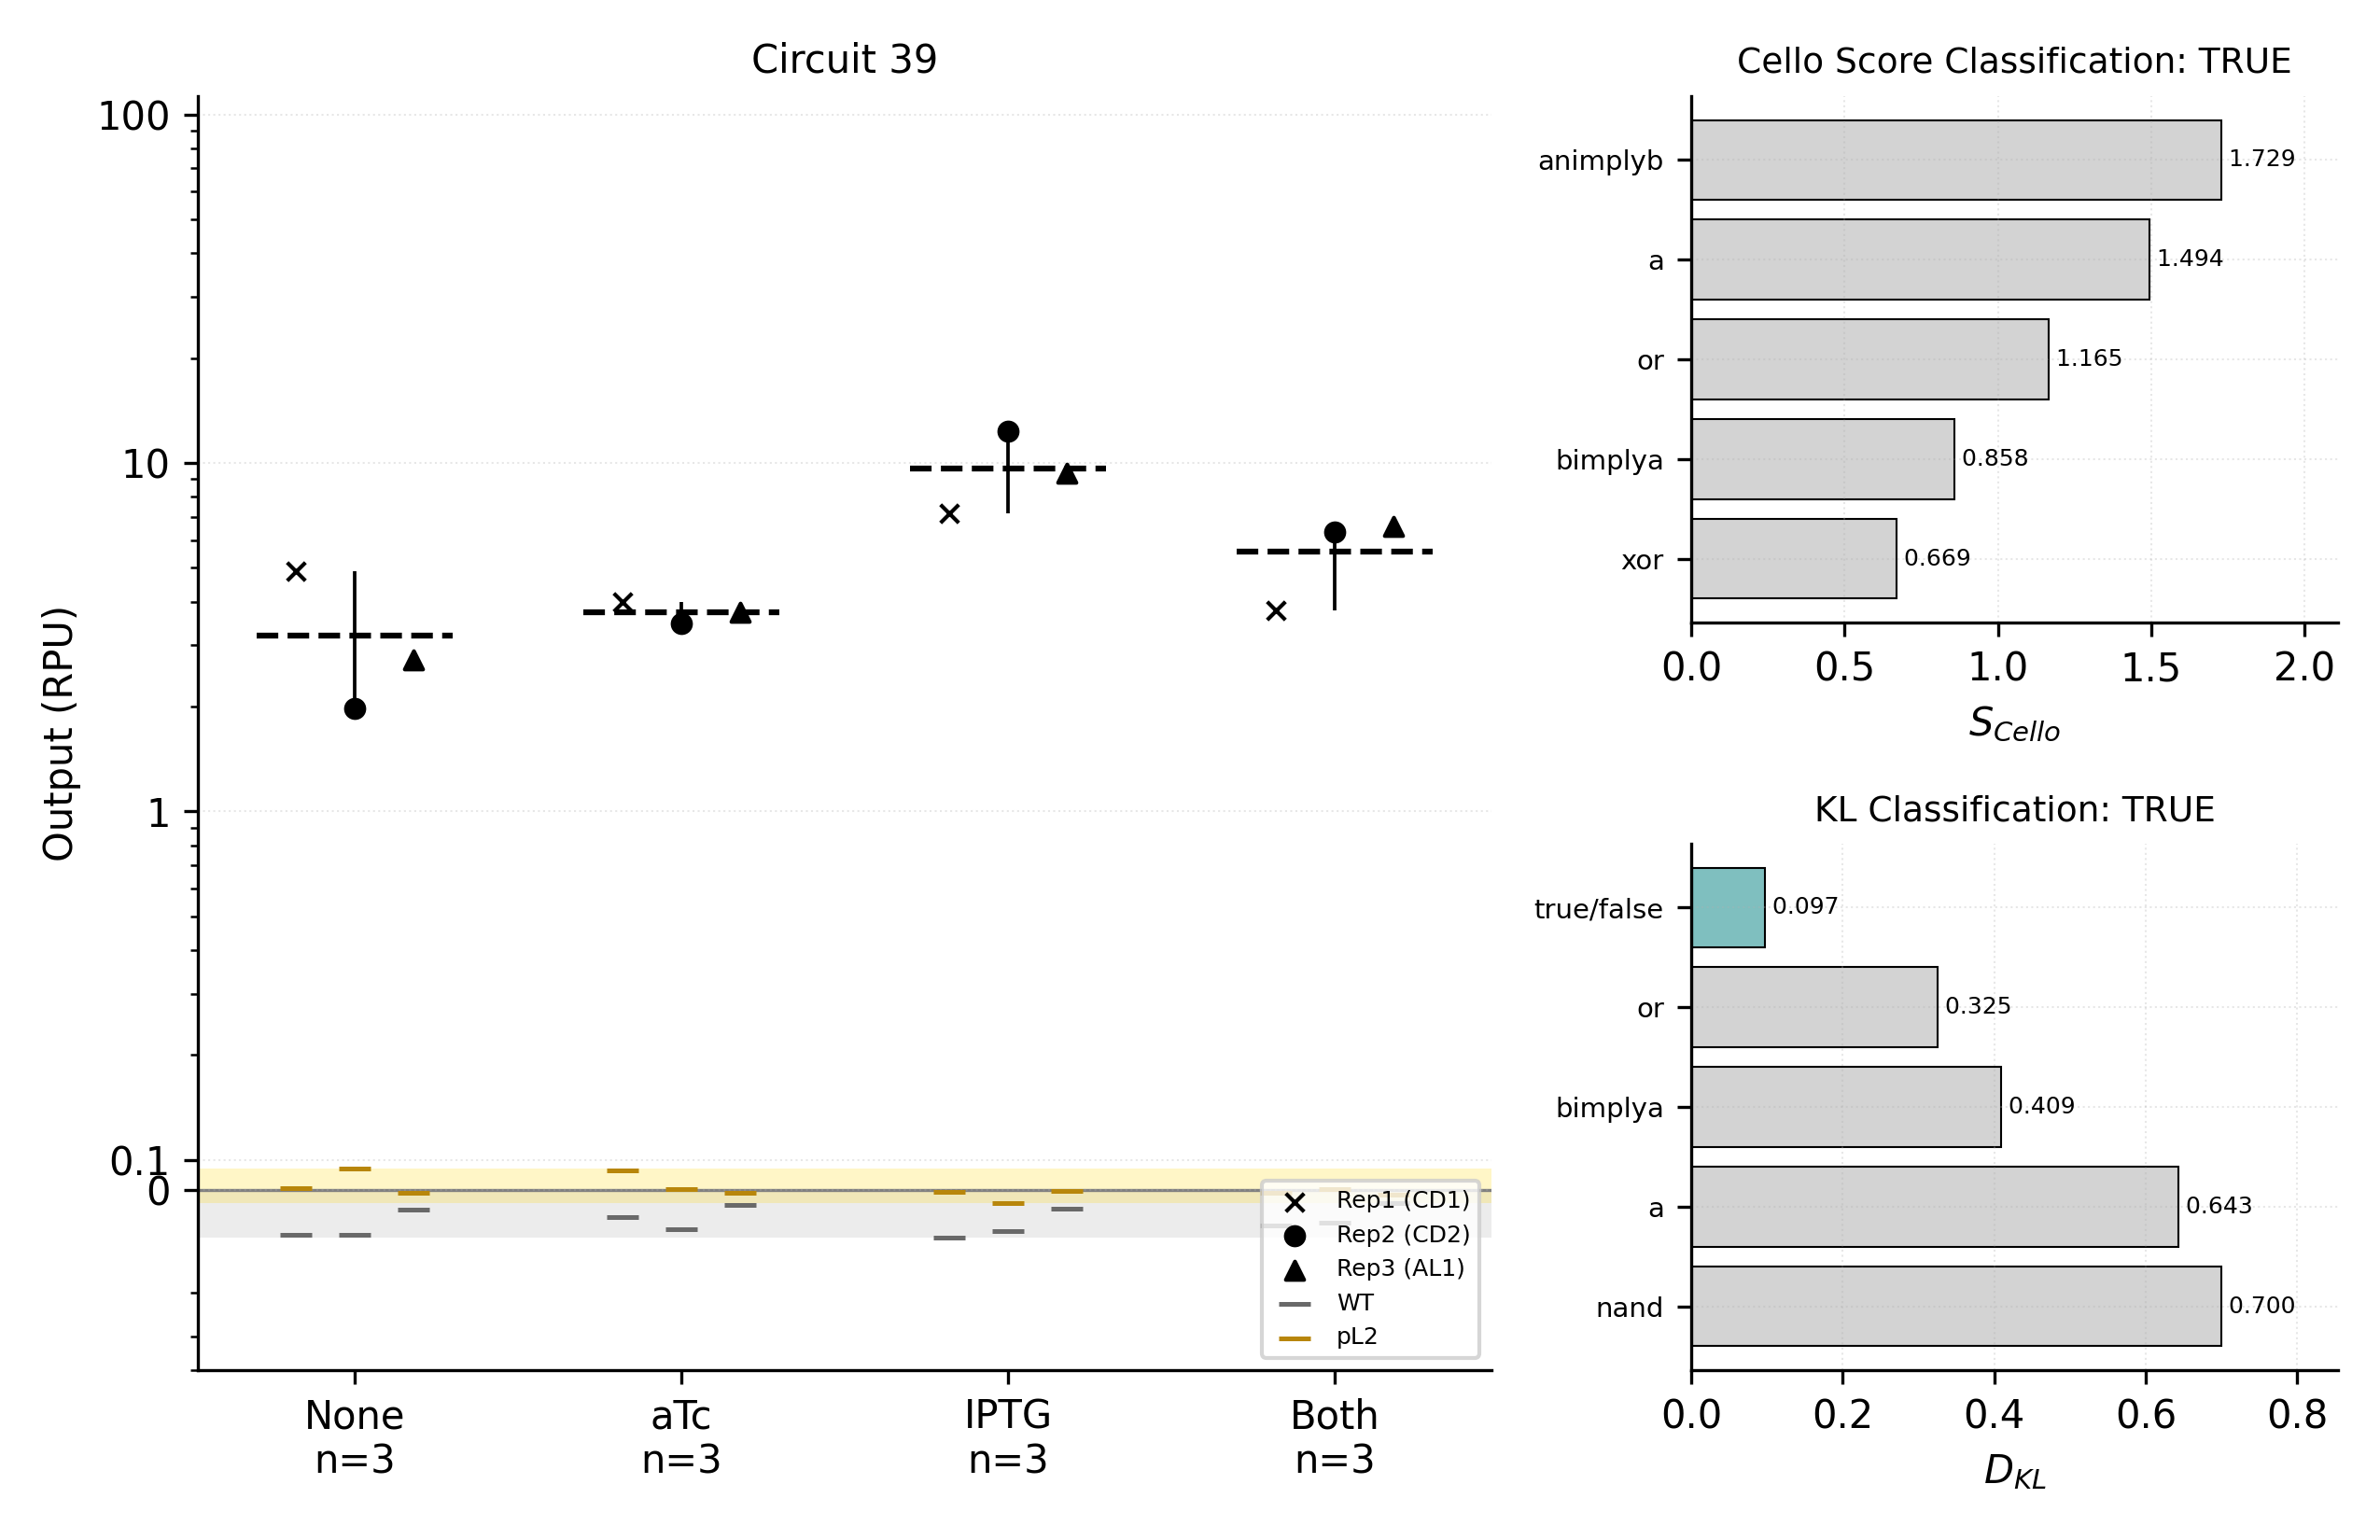 Circuit 39
Output (RPU)
100
10
1
0.1
0
None
n=3
aTc
n=3
IPTG
n=3
Both
n=3
Rep1 (CD1)
Rep2 (CD2)
Rep3 (AL1)
WT
pL2
Cello Score Classification: TRUE
animplyb 1.729
a 1.494
or 1.165
bimplya 0.858
xor 0.669
0.0 0.5 1.0 1.5 2.0
S_Cello
KL Classification: TRUE
true/false 0.097
or 0.325
bimplya 0.409
a 0.643
nand 0.700
0.0 0.2 0.4 0.6 0.8
D_KL